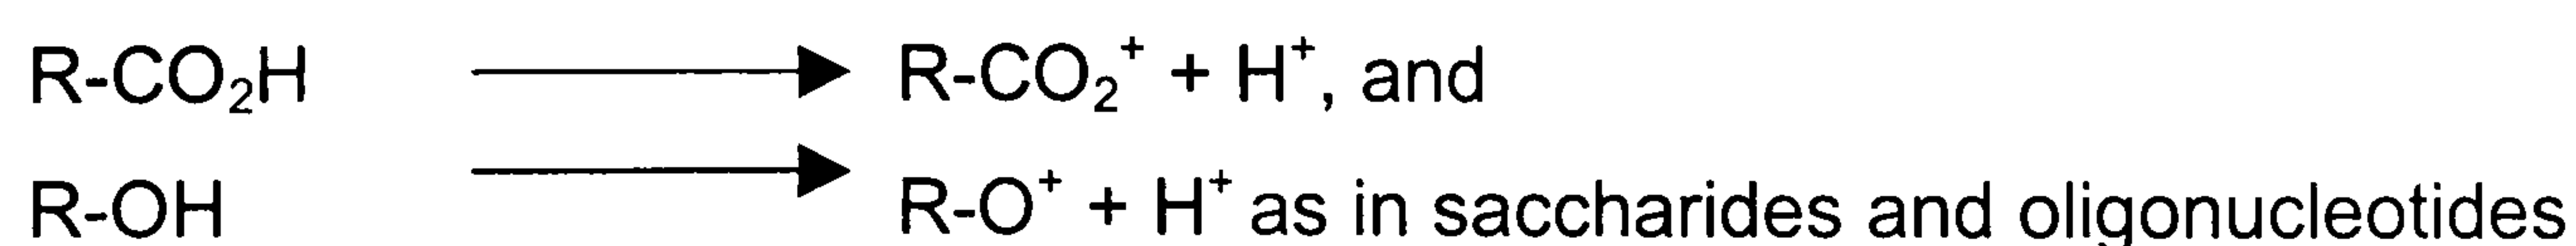 R-CO₂H ⟶ R-CO₂⁺ + H⁺, and
R-OH ⟶ R-O⁺ + H⁺ as in saccharides and oligonucleotides